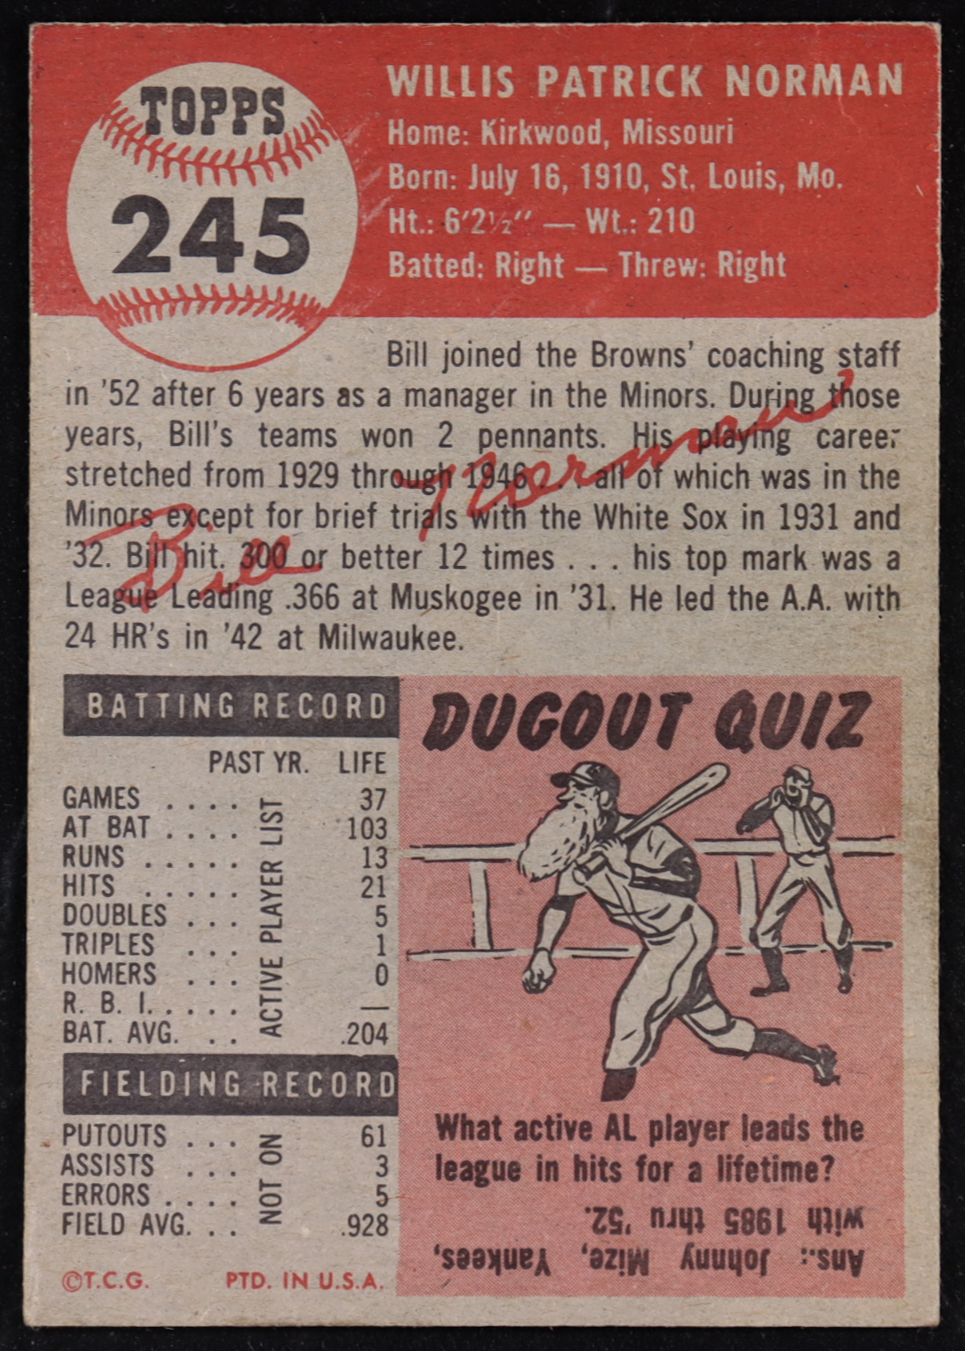 TOPPS
245
WILLIS PATRICK NORMAN
Home: Kirkwood, Missouri
Born: July 16, 1910, St. Louis, Mo.
Ht.: 6'2½" — Wt.: 210
Batted: Right — Threw: Right
Bill joined the Browns' coaching staff
in '52 after 6 years as a manager in the Minors. During those
years, Bill's teams won 2 pennants. His playing career
stretched from 1929 through 1946 . . . all of which was in the
Minors except for brief trials with the White Sox in 1931 and
'32. Bill hit. 300 or better 12 times . . . his top mark was a
League Leading .366 at Muskogee in '31. He led the A.A. with
24 HR's in '42 at Milwaukee.
Bill Norman
BATTING RECORD
PAST YR. LIFE
GAMES . . . . 37
AT BAT . . . . 103
RUNS . . . . . 13
HITS . . . . . 21
DOUBLES . . . 5
TRIPLES . . . 1
HOMERS . . . 0
R. B. I. . . . . —
BAT. AVG. . . .204
ACTIVE PLAYER LIST
FIELDING RECORD
PUTOUTS . . . 61
ASSISTS . . . 3
ERRORS . . . . 5
FIELD AVG. . . .928
NOT ON
©T.C.G. PTD. IN U.S.A.
DUGOUT QUIZ
What active AL player leads the
league in hits for a lifetime?
Ans.: Johnny Mize, Yankees,
with 1985 thru '52.